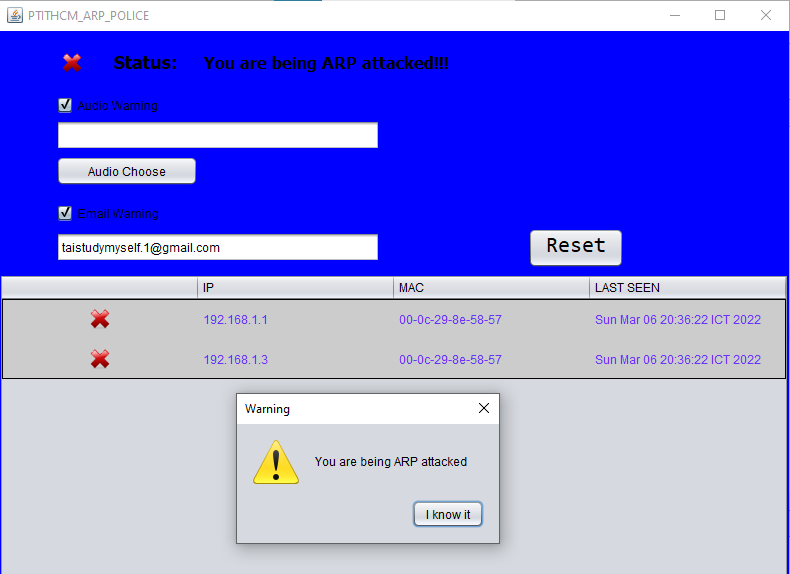 PTITHCM_ARP_POLICE
Status: You are being ARP attacked!!!
Audio Warning
Audio Choose
Email Warning
taistudymyself.1@gmail.com
Reset
IP MAC LAST SEEN
192.168.1.1 00-0c-29-8e-58-57 Sun Mar 06 20:36:22 ICT 2022
192.168.1.3 00-0c-29-8e-58-57 Sun Mar 06 20:36:22 ICT 2022
Warning
You are being ARP attacked
I know it